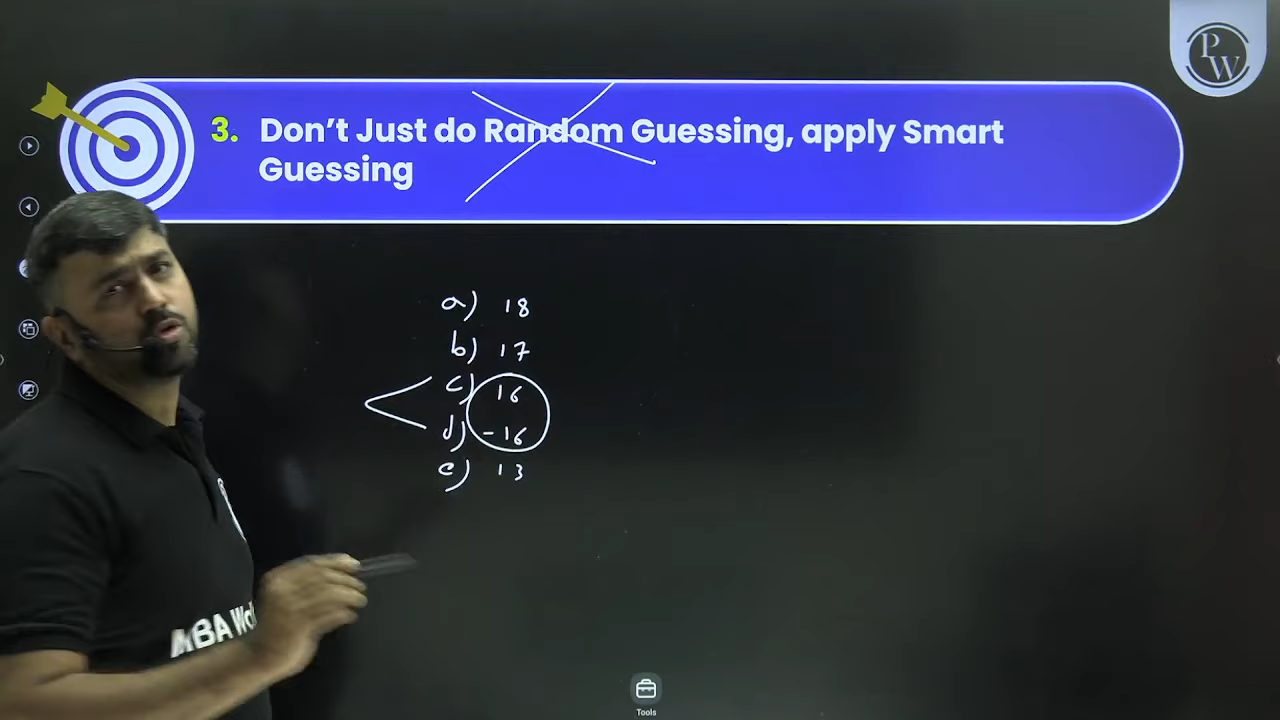 P
W
3. Don't Just do Random Guessing, apply Smart
Guessing
a) 18
b) 17
c) 16
d) -16
e) 13
Tools